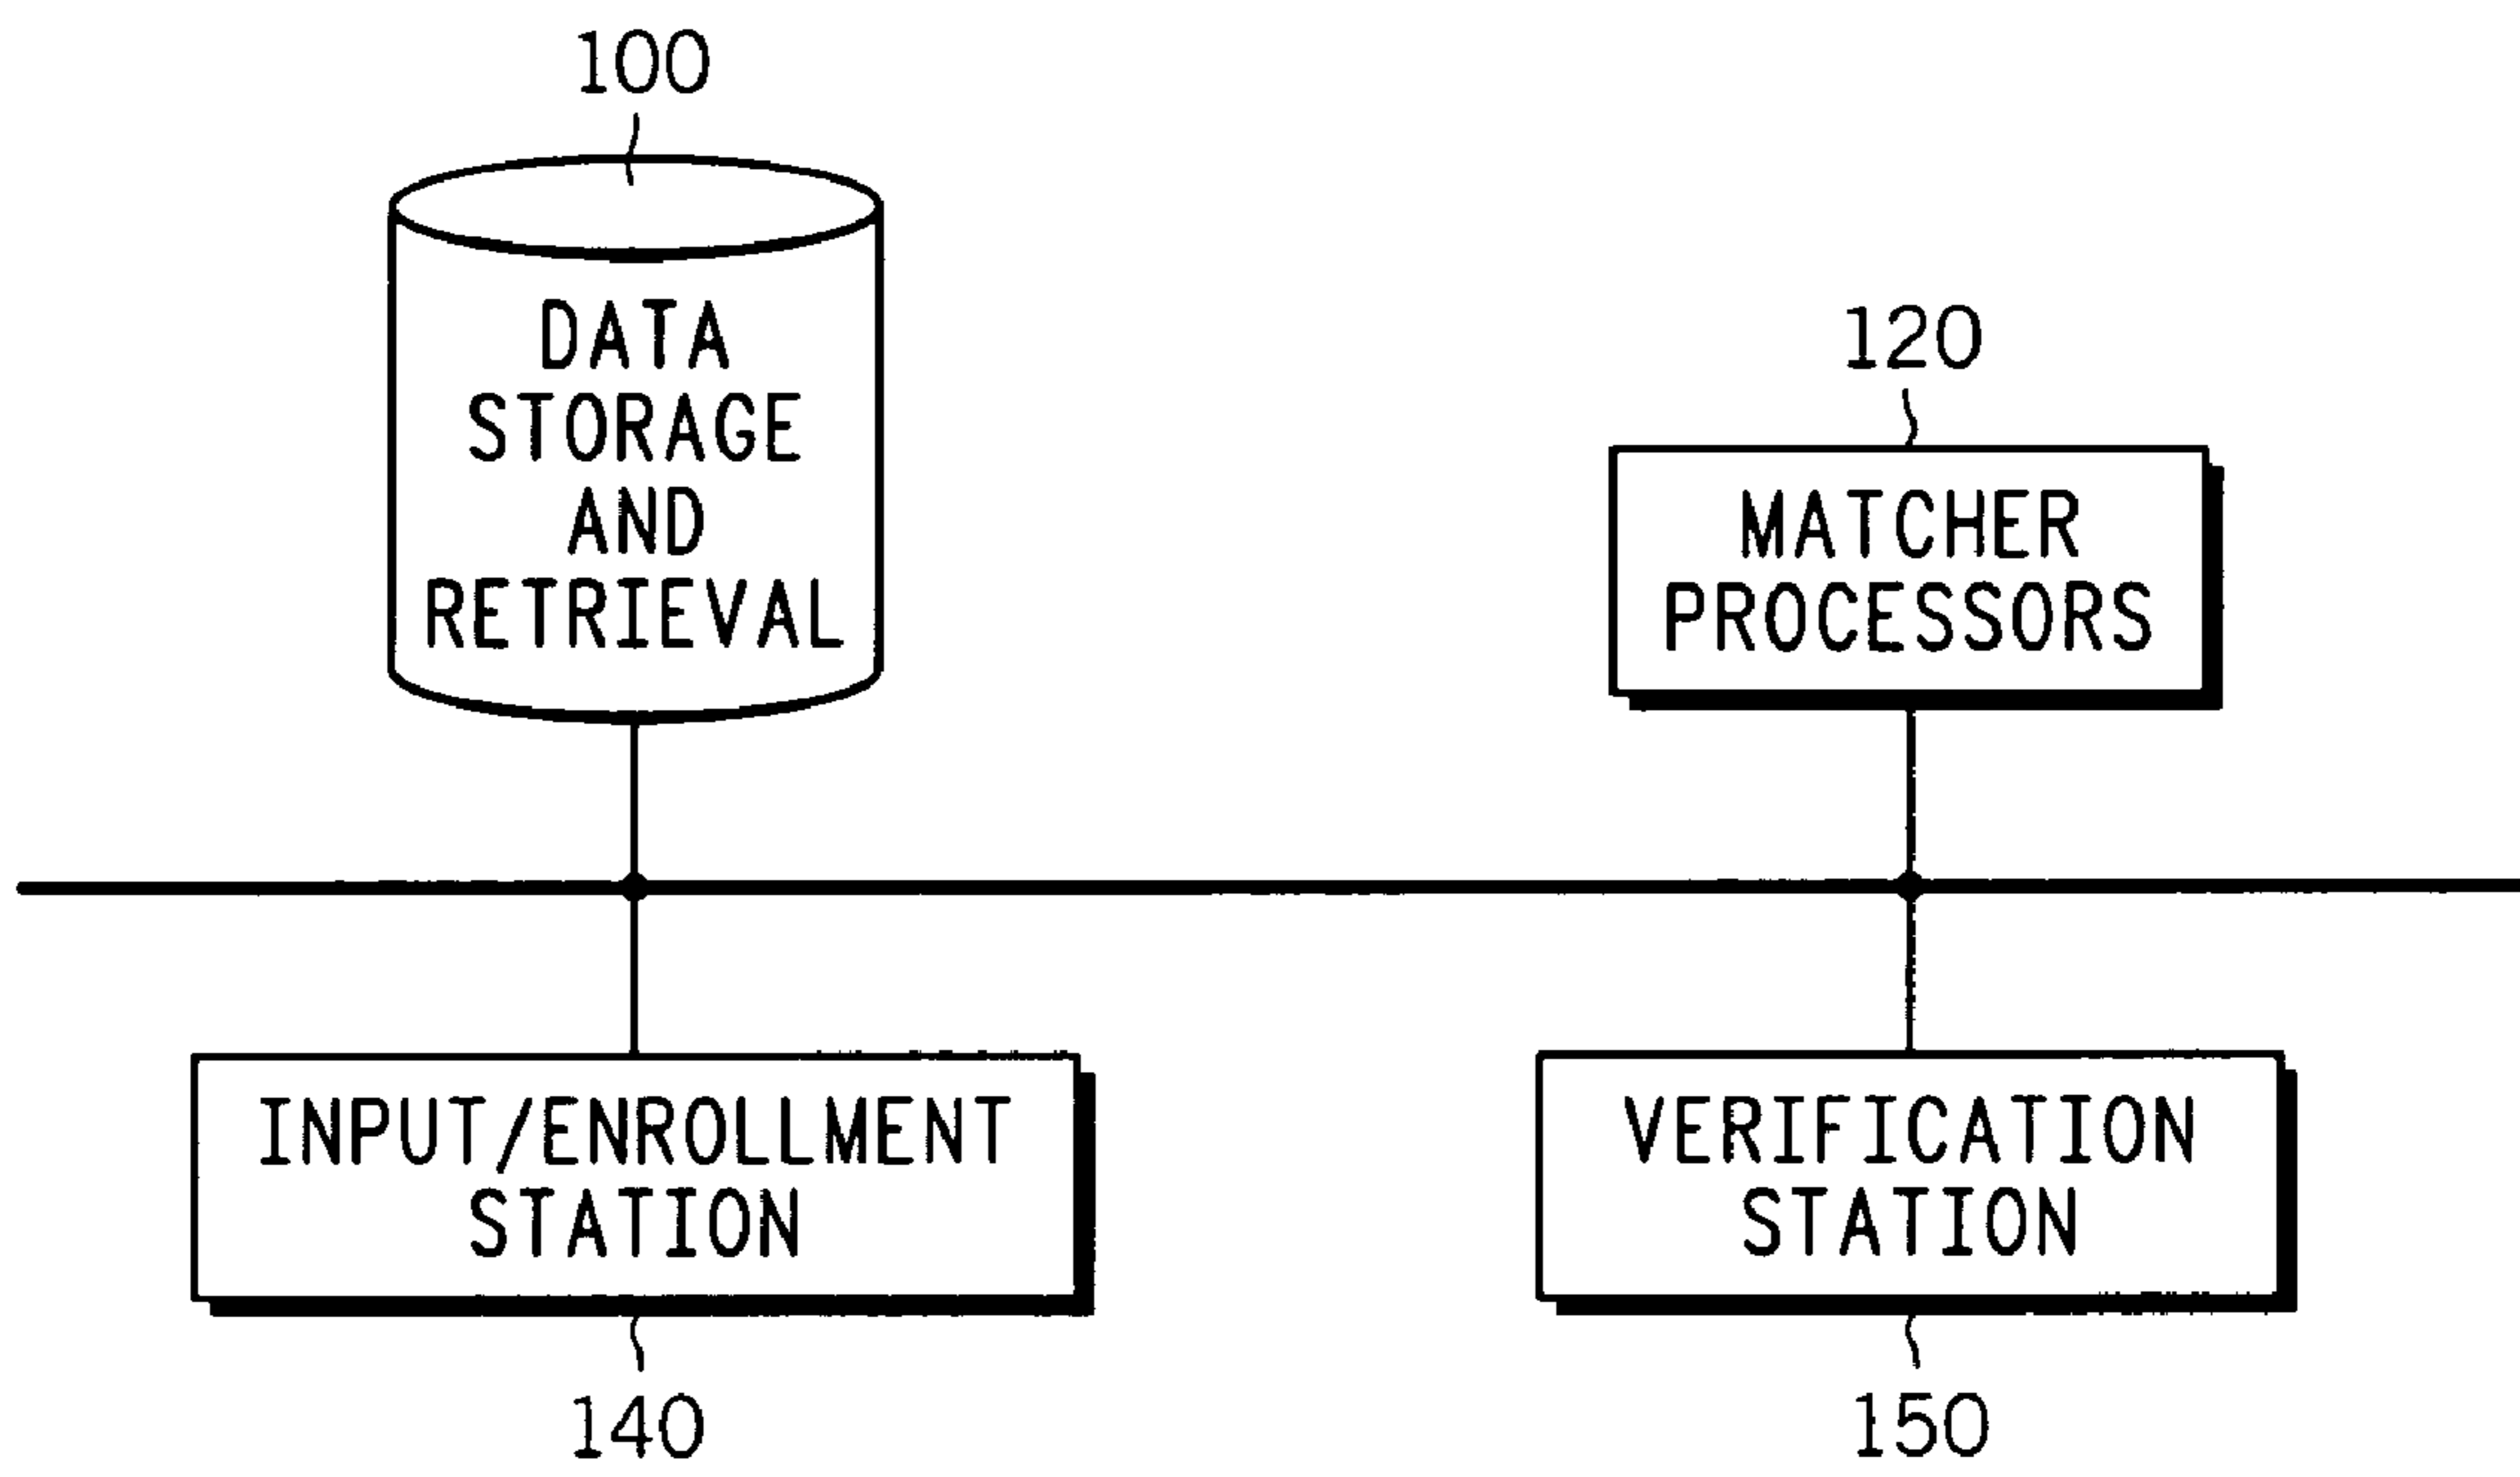 100
DATA
STORAGE
AND
RETRIEVAL
120
MATCHER
PROCESSORS
INPUT/ENROLLMENT
STATION
140
VERIFICATION
STATION
150